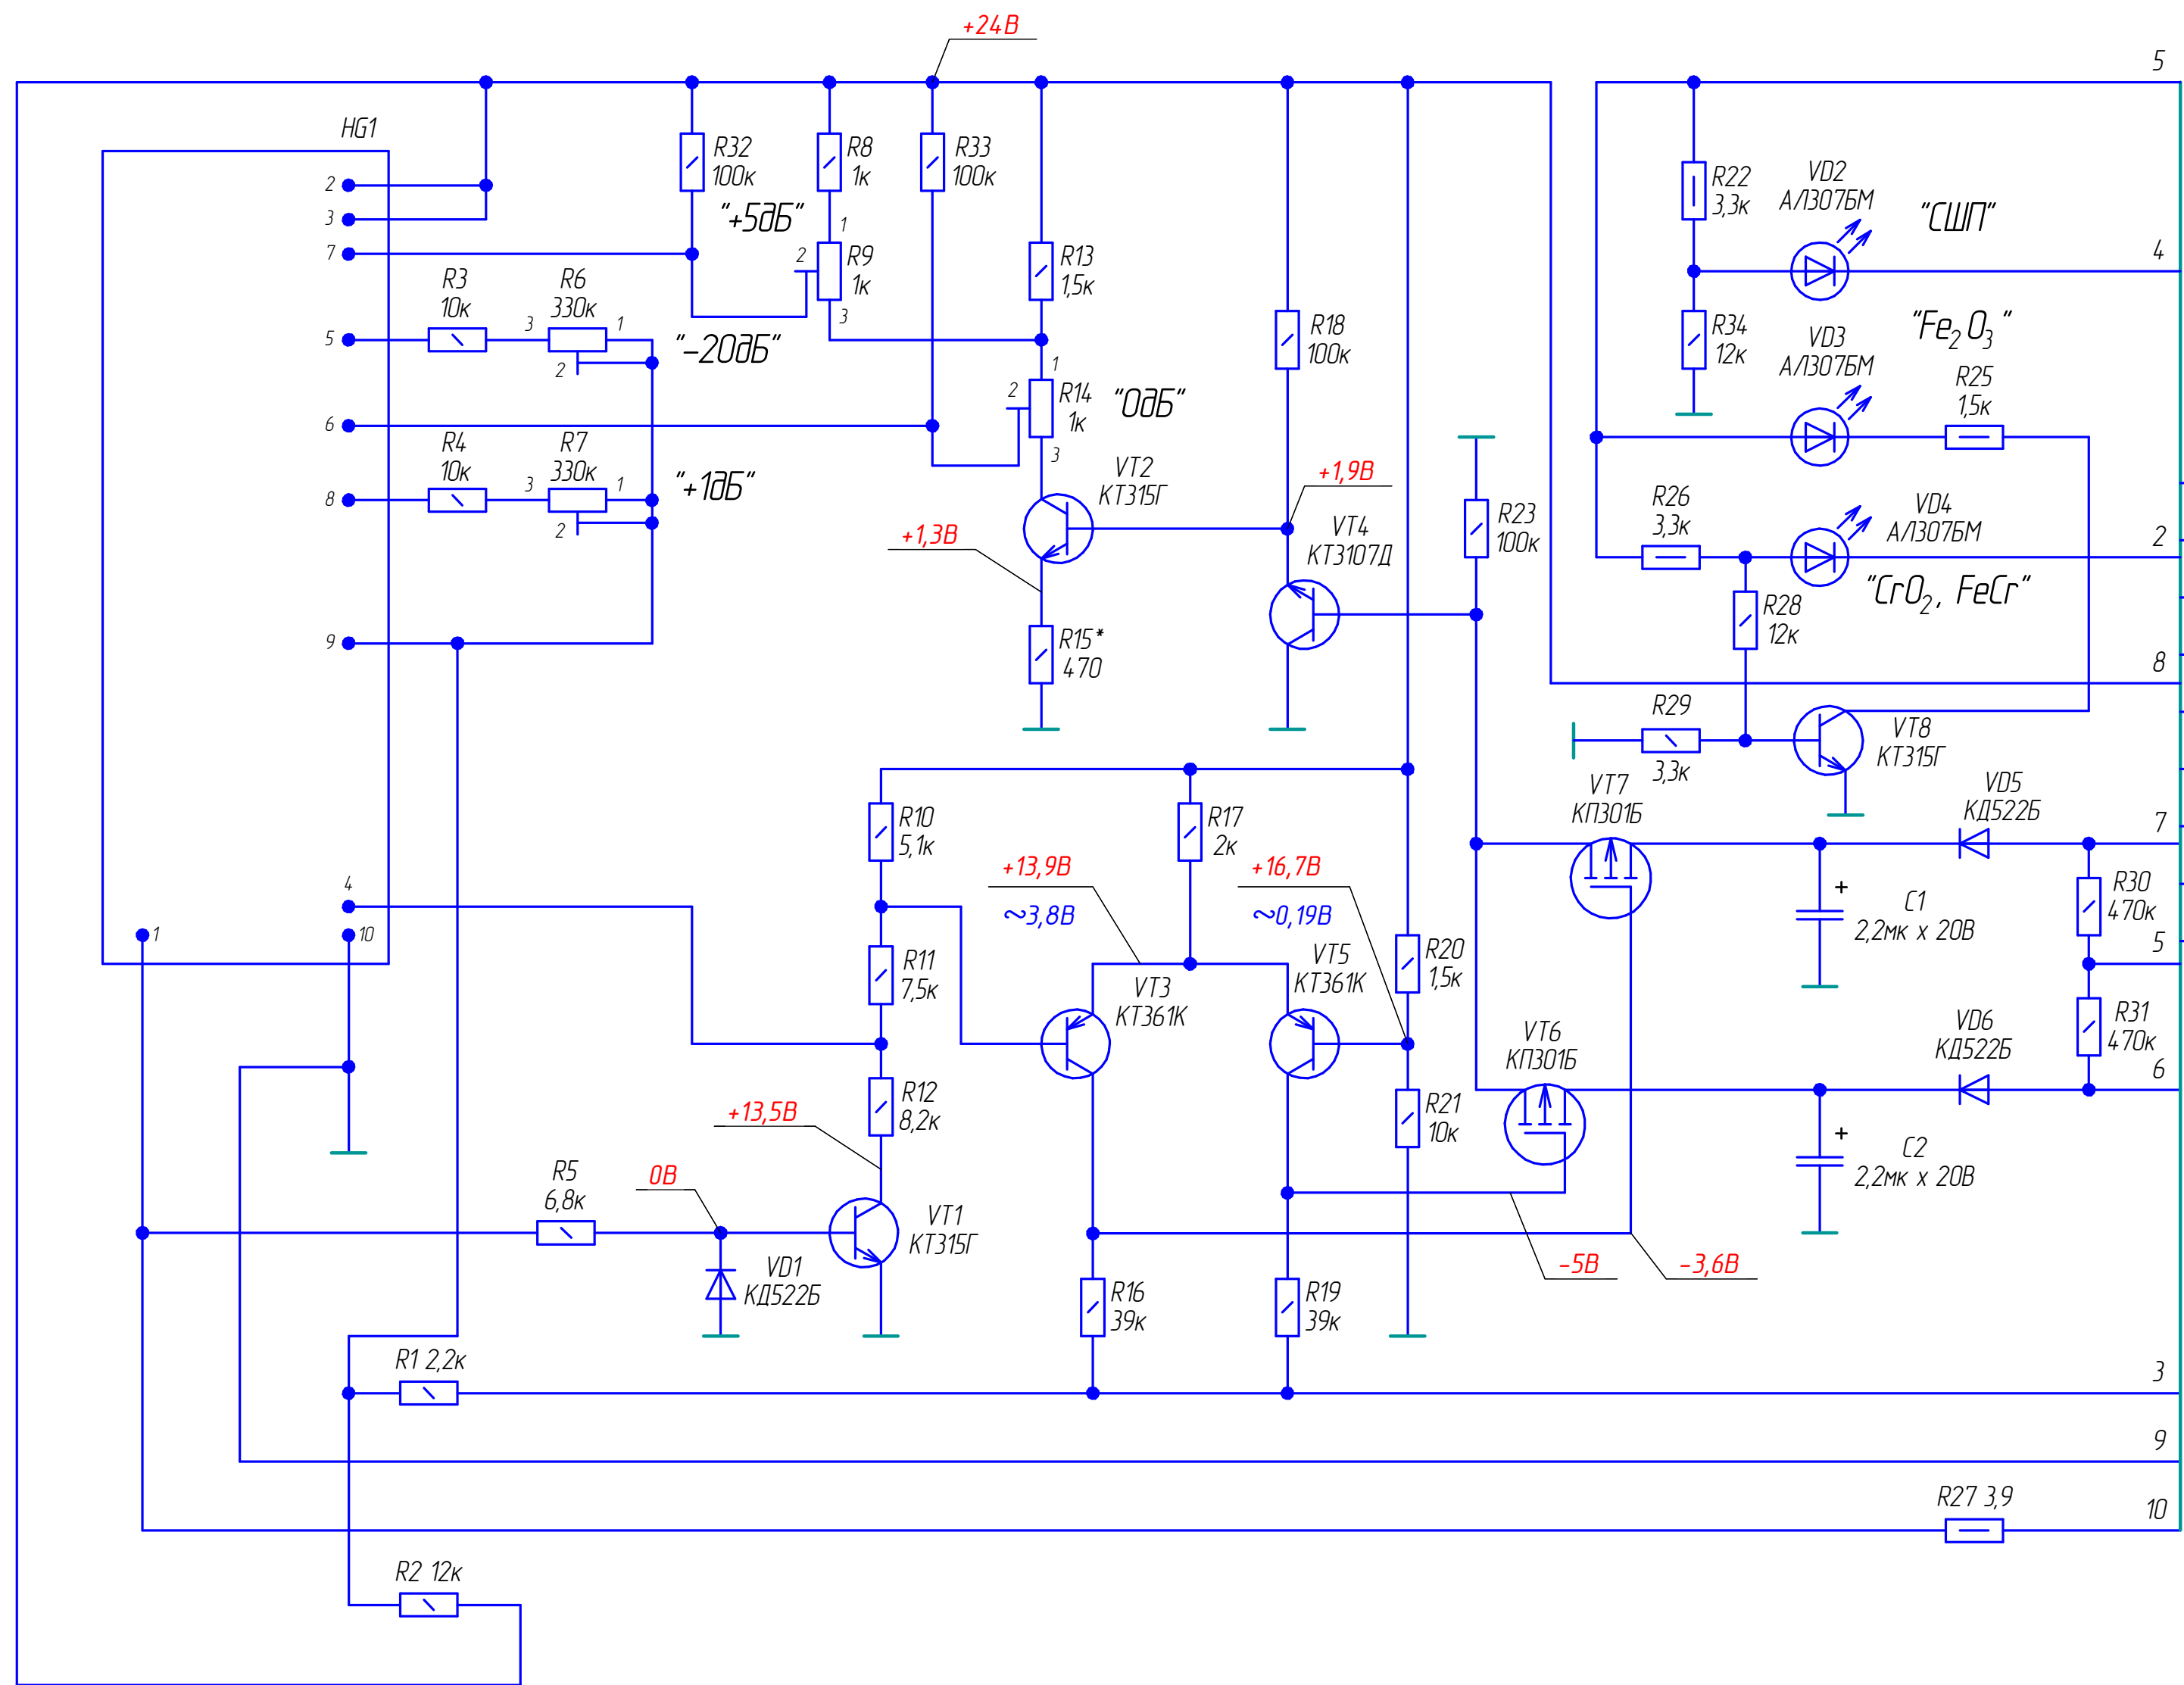 +24В
5
HG1
R32
100к
R8
1к
R33
100к
VD2
АЛ307БМ
"СШП"
R22
3,3к
2
3
7
"+5дБ"
1
2
R9
1к
3
R13
1,5к
4
R3
10к
R6
330к
3
1
5
2
"-20дБ"
R18
100к
R34
12к
VD3
АЛ307БМ
"Fe2O3"
R25
1,5к
1
2
R14
1к
3
"0дБ"
6
R4
10к
R7
330к
3
1
8
2
"+1дБ"
VT2
КТ315Г
+1,9В
VT4
КТ3107Д
R23
100к
R26
3,3к
VD4
АЛ307БМ
2
+1,3В
"CrO2, FeCr"
R28
12к
9
R15*
470
8
R29
3,3к
VT8
КТ315Г
VT7
КП301Б
VD5
КД522Б
7
R10
5,1к
R17
2к
+13,9В
~3,8В
+16,7В
~0,19В
4
1
10
R11
7,5к
VT3
КТ361К
VT5
КТ361К
R20
1,5к
+
C1
2,2мк x 20В
R30
470к
5
R31
470к
VT6
КП301Б
VD6
КД522Б
6
R12
8,2к
+13,5В
R21
10к
+
C2
2,2мк x 20В
R5
6,8к
0В
VT1
КТ315Г
VD1
КД522Б
-5В
-3,6В
R16
39к
R19
39к
R1 2,2к
3
9
R27 3,9
10
R2 12к